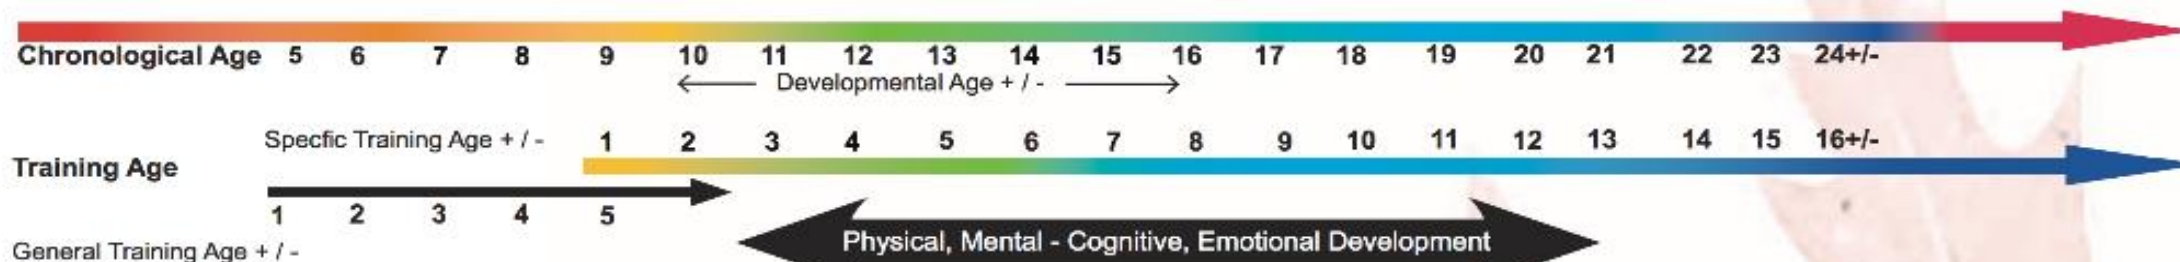 Chronological Age 5 6 7 8 9 10 11 12 13 14 15 16 17 18 19 20 21 22 23 24+/-
Developmental Age + / -
Specfic Training Age + / - 1 2 3 4 5 6 7 8 9 10 11 12 13 14 15 16+/-
Training Age
1 2 3 4 5
Physical, Mental - Cognitive, Emotional Development
General Training Age + / -